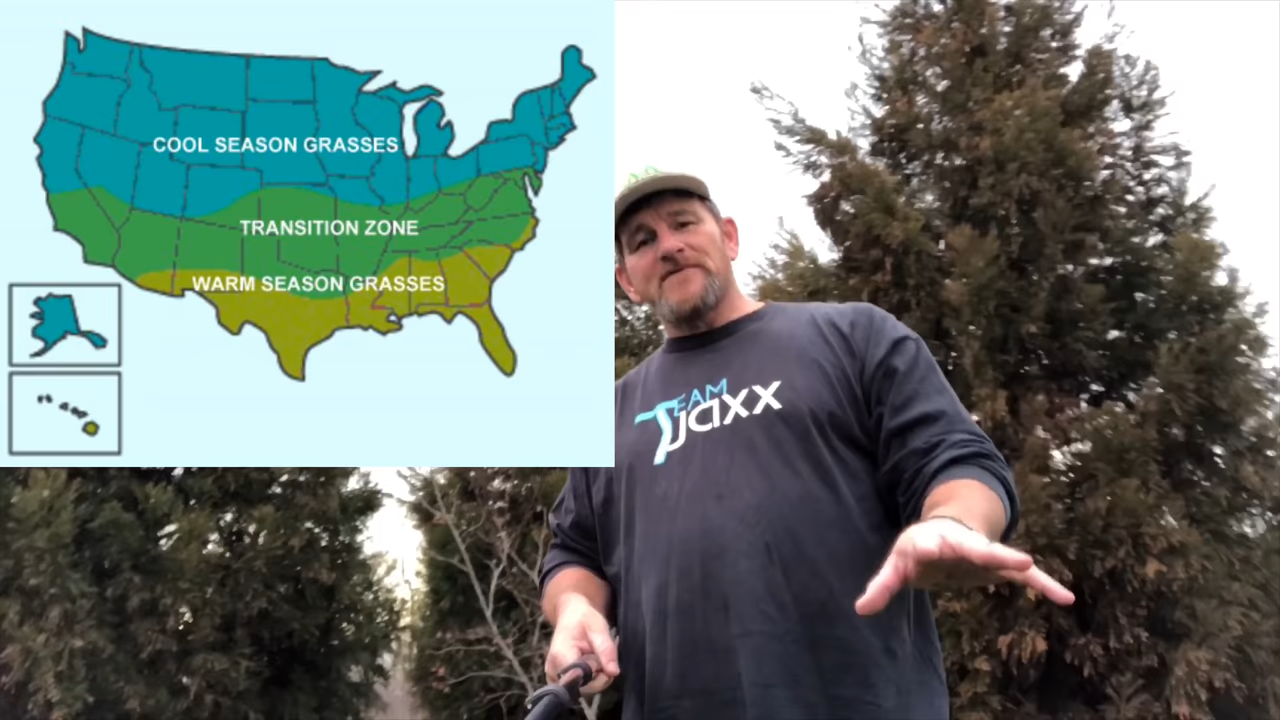 COOL SEASON GRASSES
TRANSITION ZONE
WARM SEASON GRASSES
TEAM
Jaxx